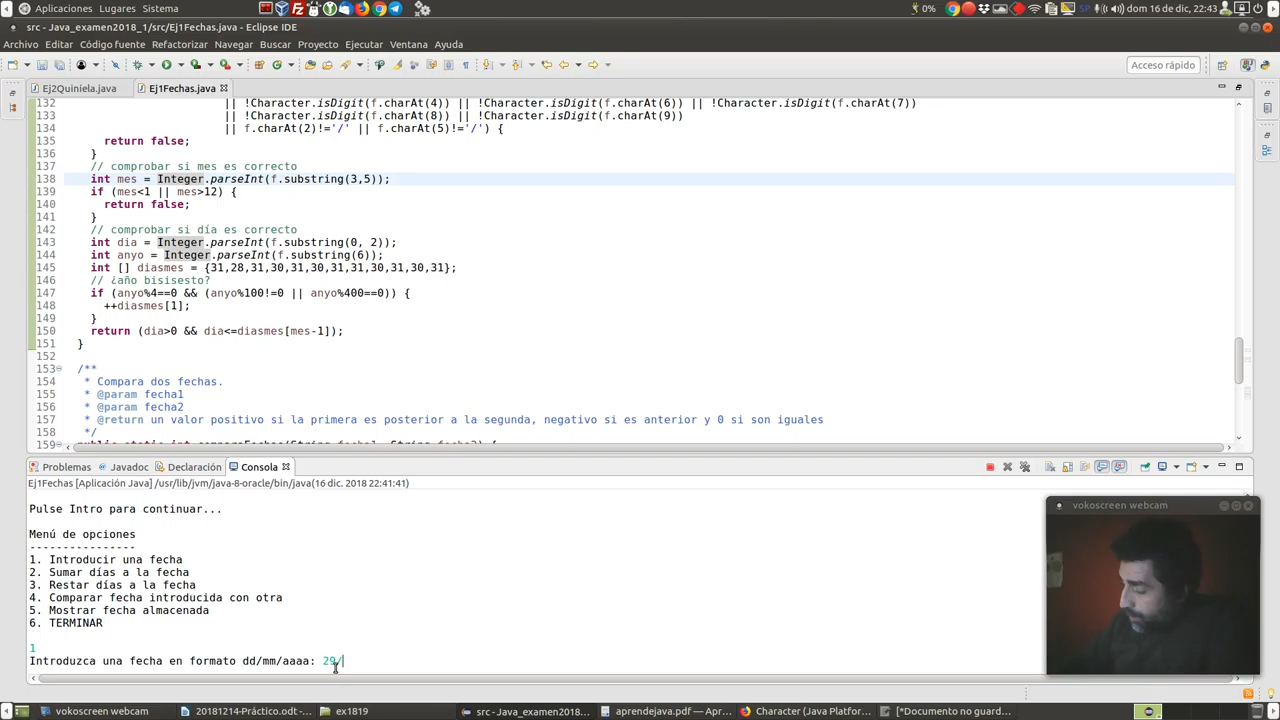 Aplicaciones Lugares Sistema
0% SP dom 16 de dic, 22:43
src - Java_examen2018_1/src/Ej1Fechas.java - Eclipse IDE
Archivo Editar Código fuente Refactorizar Navegar Buscar Proyecto Ejecutar Ventana Ayuda
Acceso rápido
Ej2Quiniela.java Ej1Fechas.java
132 || !Character.isDigit(f.charAt(4)) || !Character.isDigit(f.charAt(6)) || !Character.isDigit(f.charAt(7))
133 || !Character.isDigit(f.charAt(8)) || !Character.isDigit(f.charAt(9))
134 || f.charAt(2)!='/' || f.charAt(5)!='/') {
135 return false;
136 }
137 // comprobar si mes es correcto
138 int mes = Integer.parseInt(f.substring(3,5));
139 if (mes<1 || mes>12) {
140 return false;
141 }
142 // comprobar si día es correcto
143 int dia = Integer.parseInt(f.substring(0, 2));
144 int anyo = Integer.parseInt(f.substring(6));
145 int [] diasmes = {31,28,31,30,31,30,31,31,30,31,30,31};
146 // ¿año bisisesto?
147 if (anyo%4==0 && (anyo%100!=0 || anyo%400==0)) {
148 ++diasmes[1];
149 }
150 return (dia>0 && dia<=diasmes[mes-1]);
151 }
152
153 /**
154 * Compara dos fechas.
155 * @param fecha1
156 * @param fecha2
157 * @return un valor positivo si la primera es posterior a la segunda, negativo si es anterior y 0 si son iguales
158 */
159 public static int comparaFechas(String fecha1, String fecha2) {
Problemas Javadoc Declaración Consola
Ej1Fechas [Aplicación Java] /usr/lib/jvm/java-8-oracle/bin/java(16 dic. 2018 22:41:41)
Pulse Intro para continuar...
Menú de opciones
----------------
1. Introducir una fecha
2. Sumar días a la fecha
3. Restar días a la fecha
4. Comparar fecha introducida con otra
5. Mostrar fecha almacenada
6. TERMINAR
1
Introduzca una fecha en formato dd/mm/aaaa: 29/
vokoscreen webcam
vokoscreen webcam 20181214-Práctico.odt -... ex1819 src - Java_examen2018... aprendejava.pdf — Apr... Character (Java Platfor... [*Documento no guard...